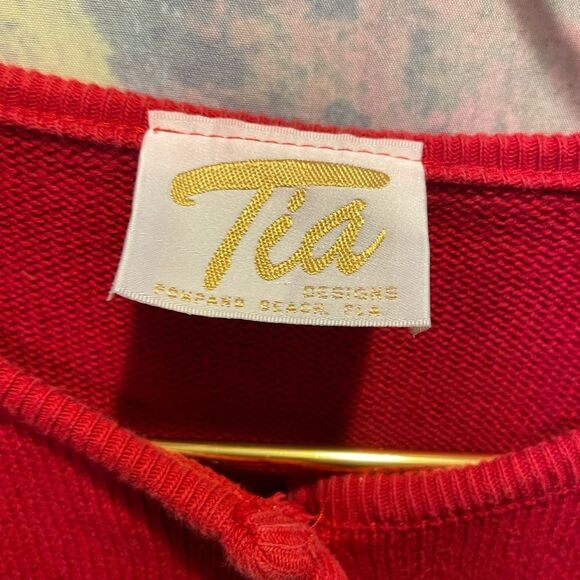 Tia
DESIGNS
POMPANO BEACH, FLA